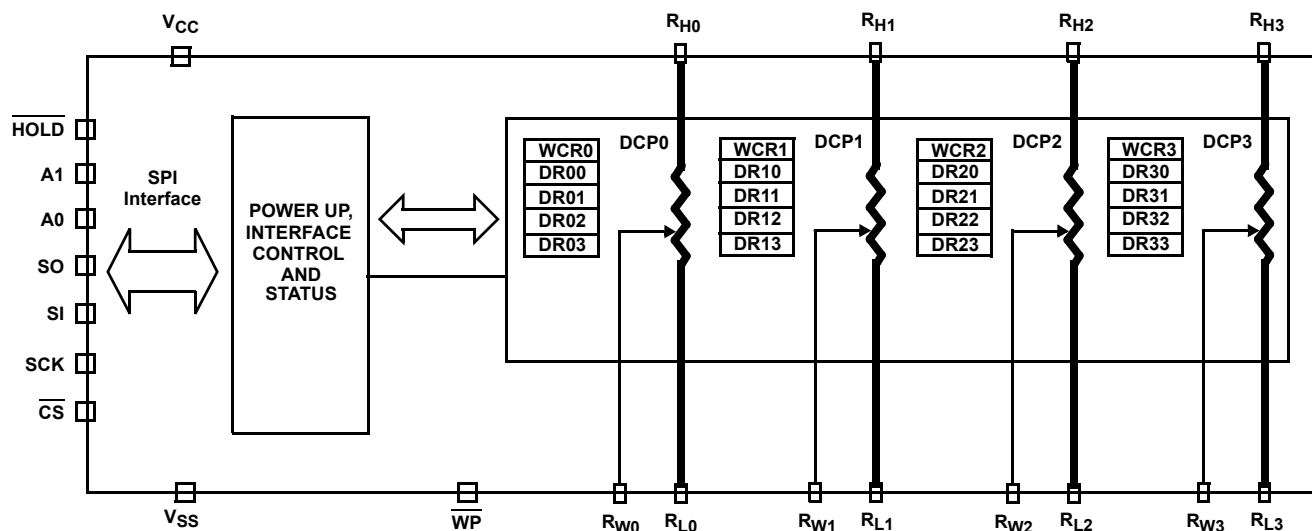 VCC
RH0
RH1
RH2
RH3
HOLD
A1
A0
SO
SI
SCK
CS
SPI
Interface
POWER UP,
INTERFACE
CONTROL
AND
STATUS
WCR0
DR00
DR01
DR02
DR03
DCP0
WCR1
DR10
DR11
DR12
DR13
DCP1
WCR2
DR20
DR21
DR22
DR23
DCP2
WCR3
DR30
DR31
DR32
DR33
DCP3
VSS
WP
RW0
RL0
RW1
RL1
RW2
RL2
RW3
RL3